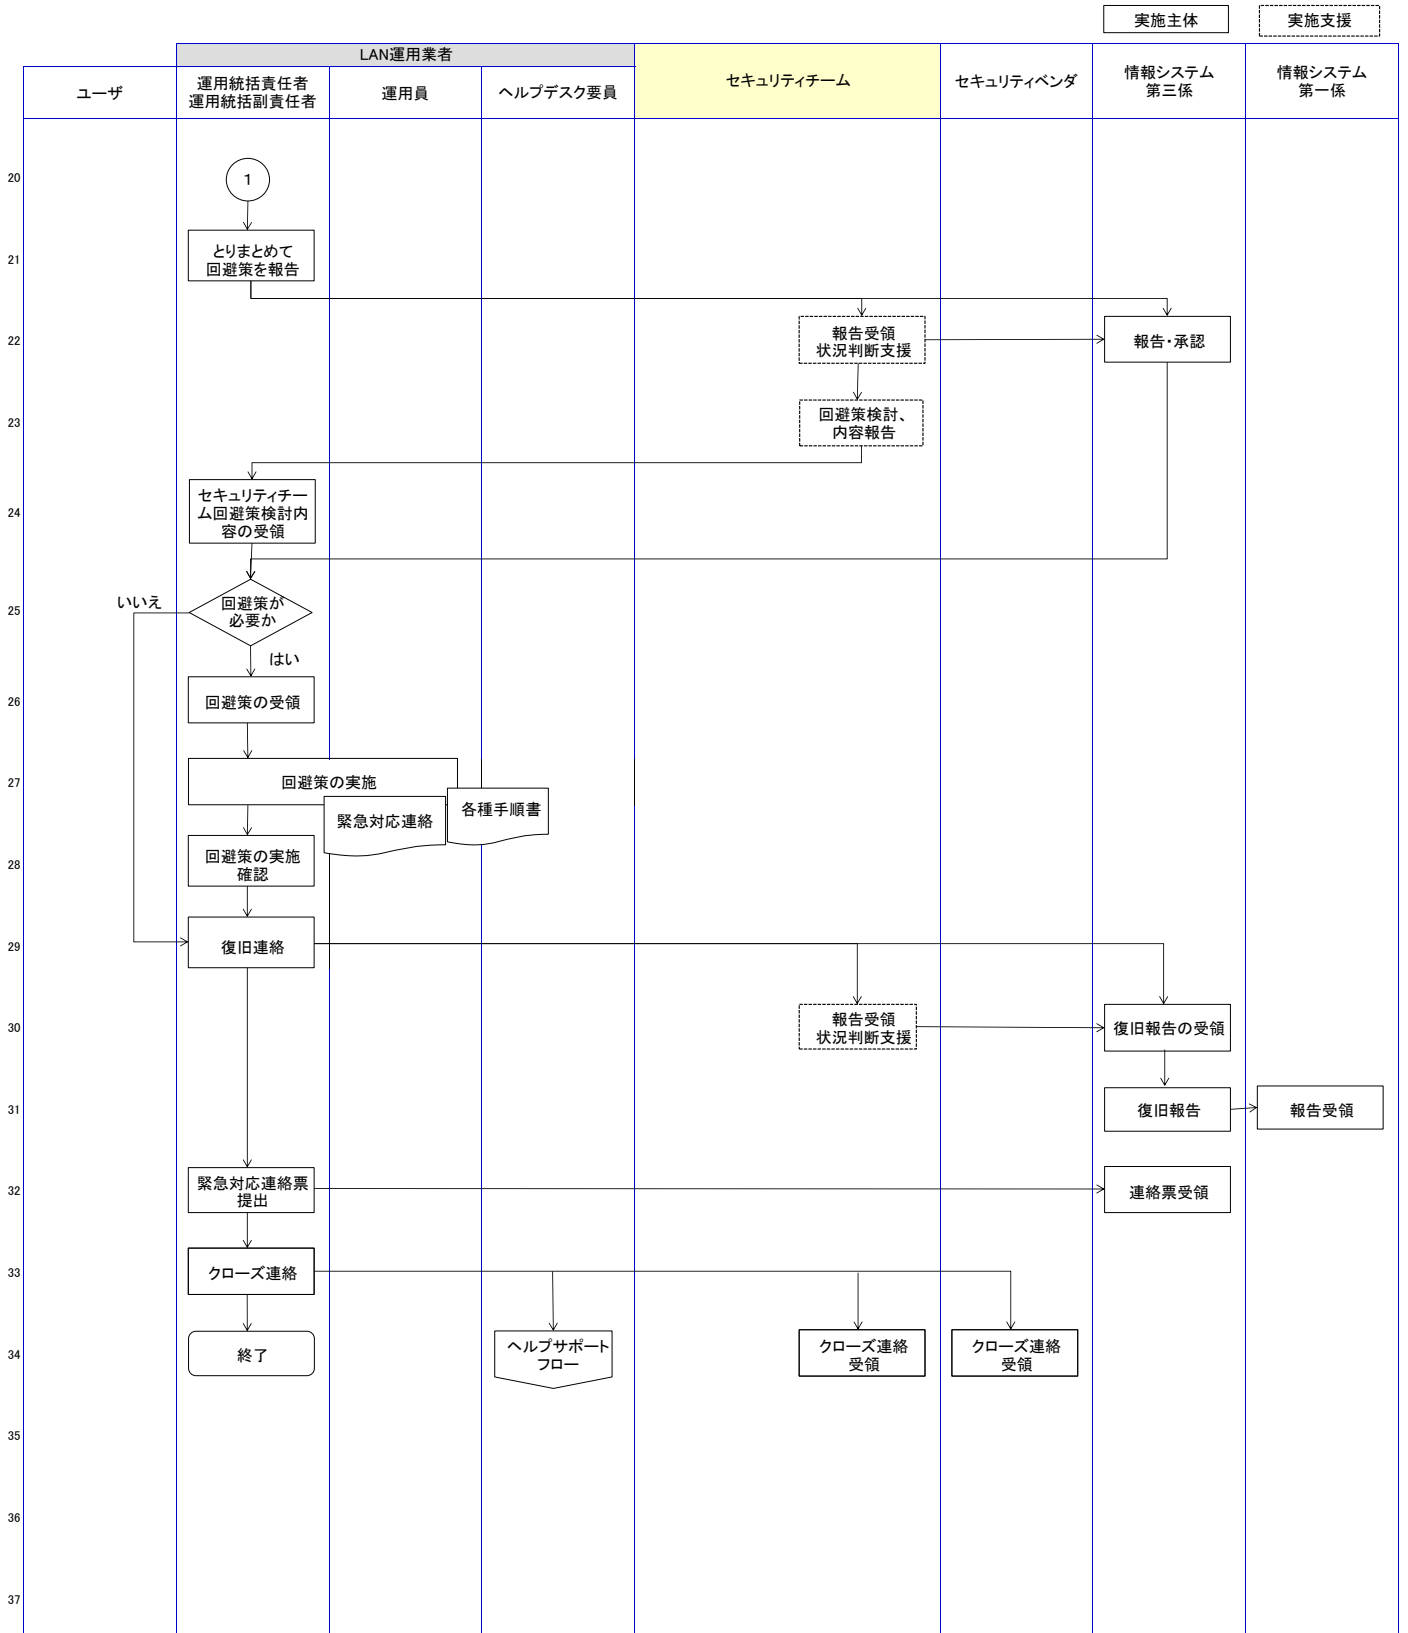 実施主体
実施支援
LAN運用業者
ユーザ
運用統括責任者
運用統括副責任者
運用員
ヘルプデスク要員
セキュリティチーム
セキュリティベンダ
情報システム
第三係
情報システム
第一係
20
1
21
とりまとめて
回避策を報告
22
報告受領
状況判断支援
報告・承認
23
回避策検討、
内容報告
24
セキュリティチー
ム回避策検討内
容の受領
25
いいえ
回避策が
必要か
はい
26
回避策の受領
27
回避策の実施
緊急対応連絡
各種手順書
28
回避策の実施
確認
29
復旧連絡
30
報告受領
状況判断支援
復旧報告の受領
31
復旧報告
報告受領
32
緊急対応連絡票
提出
連絡票受領
33
クローズ連絡
34
終了
ヘルプサポート
フロー
クローズ連絡
受領
クローズ連絡
受領
35
36
37